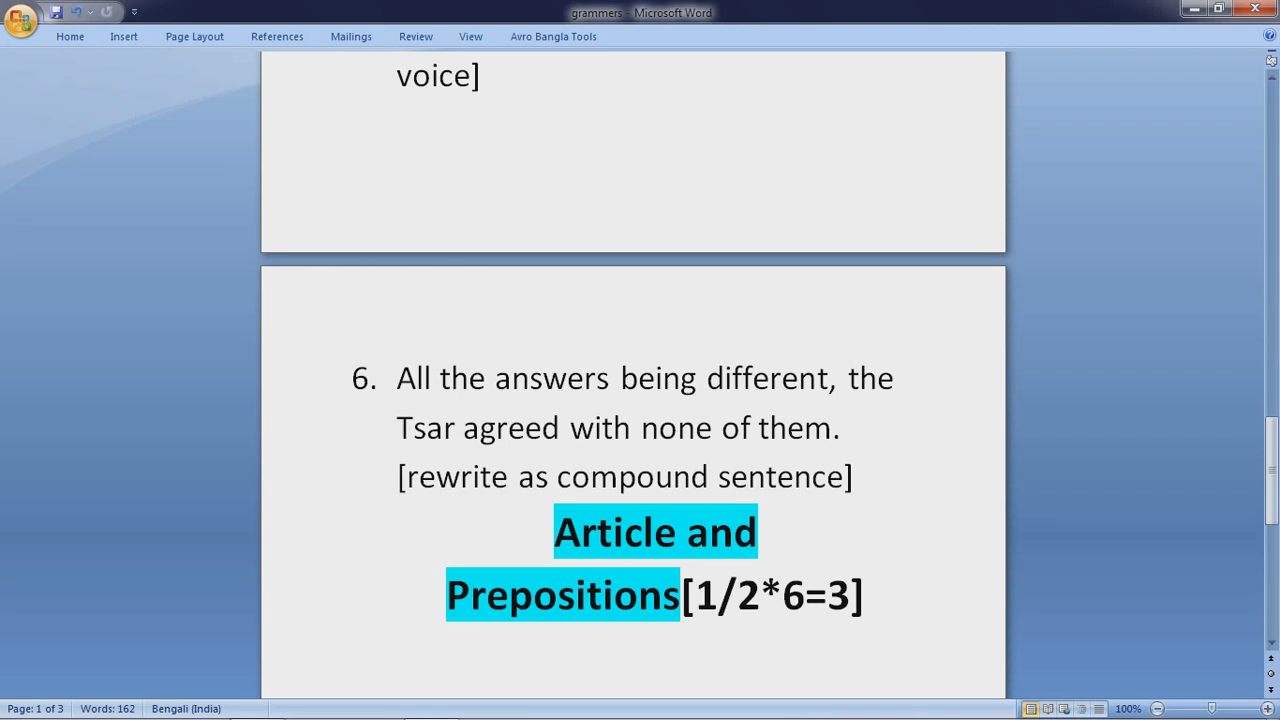 grammers - Microsoft Word
Home Insert Page Layout References Mailings Review View Avro Bangla Tools
voice]
6. All the answers being different, the
Tsar agreed with none of them.
[rewrite as compound sentence]
Article and
Prepositions[1/2*6=3]
Page: 1 of 3 Words: 162 Bengali (India) 100%